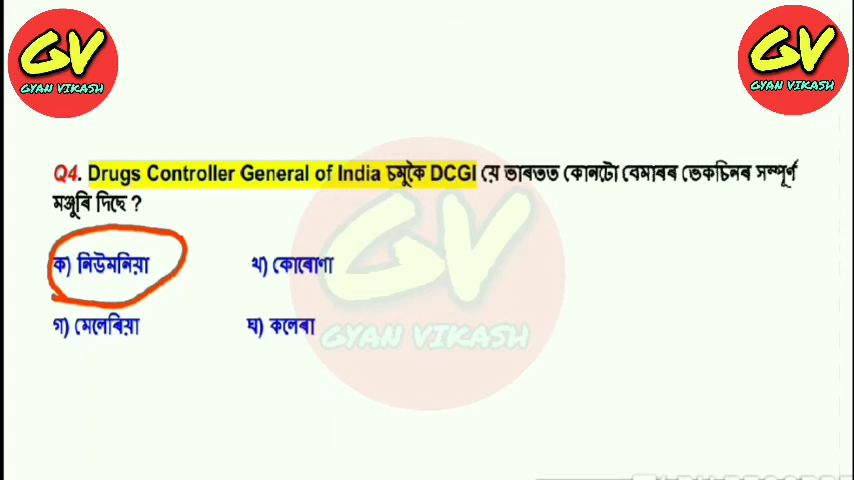 GV GV
GYAN VIKASH GYAN VIKASH
Q4. Drugs Controller General of India চমুকৈ DCGI য়ে ভাৰতত কোনটো বেমাৰৰ ভেকচিনৰ সম্পূৰ্ণ
মঞ্জুৰি দিছে ?
ক) নিউমনিয়া খ) কোৰোণা
গ) মেলেৰিয়া ঘ) কলেৰা
GV
GYAN VIKASH